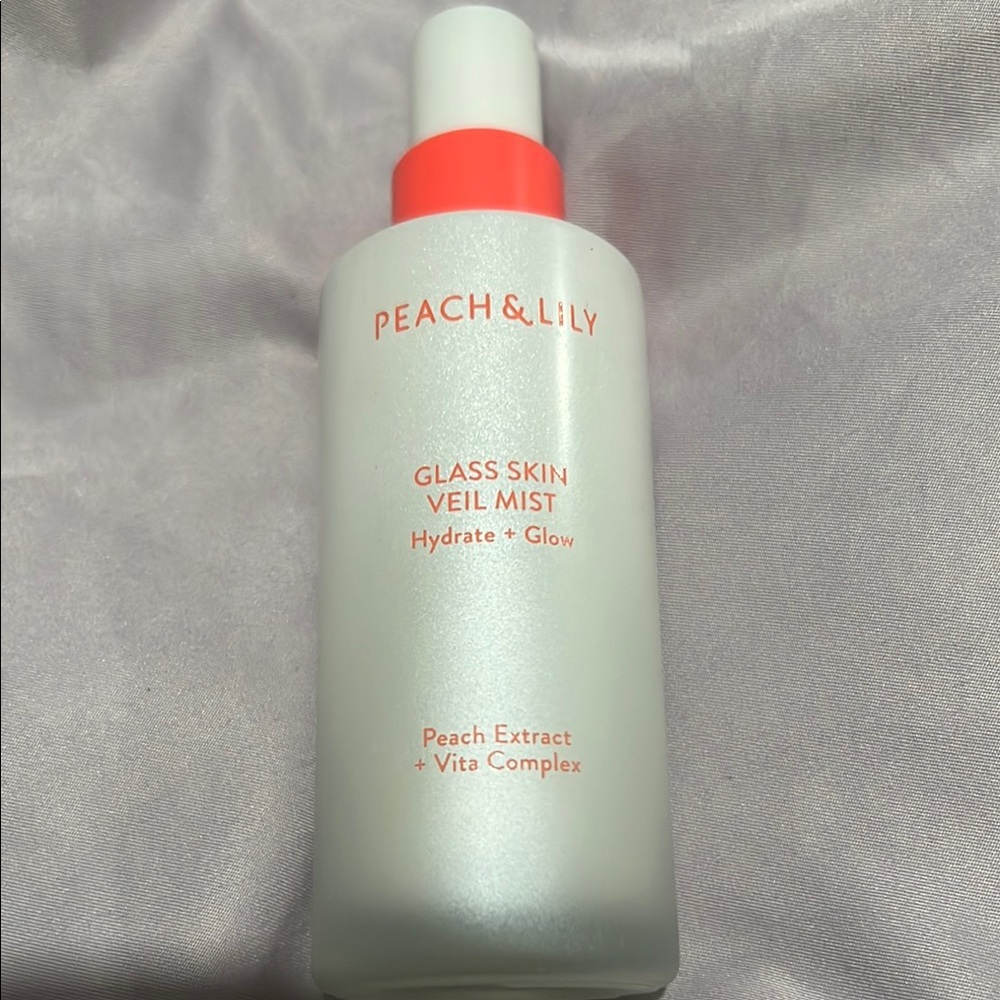 PEACH & LILY
GLASS SKIN
VEIL MIST
Hydrate + Glow
Peach Extract
+ Vita Complex